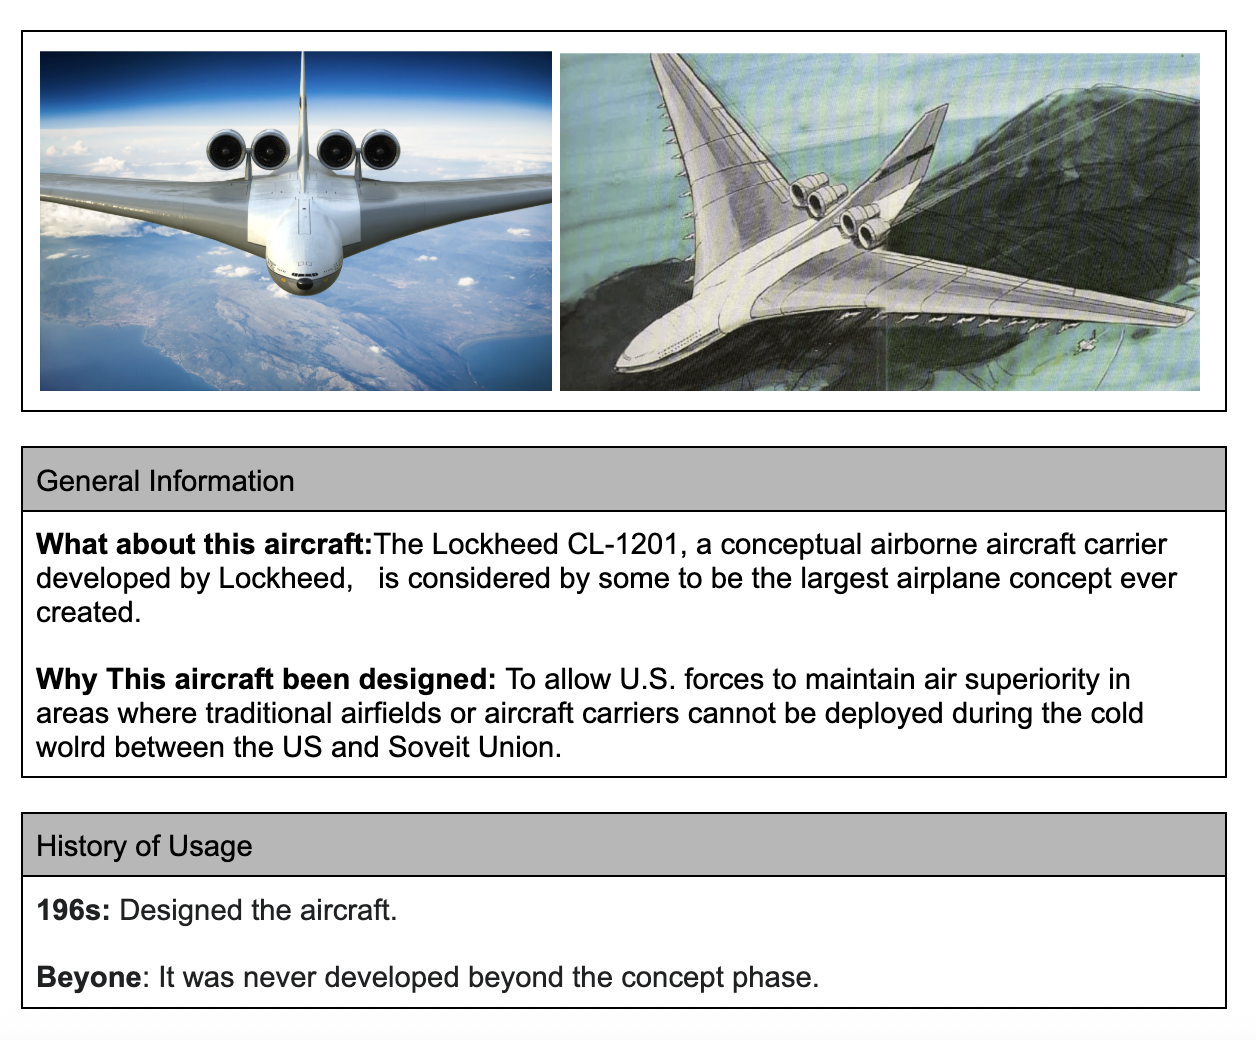 General Information
What about this aircraft:The Lockheed CL-1201, a conceptual airborne aircraft carrier
developed by Lockheed,   is considered by some to be the largest airplane concept ever
created.
Why This aircraft been designed: To allow U.S. forces to maintain air superiority in
areas where traditional airfields or aircraft carriers cannot be deployed during the cold
wolrd between the US and Soveit Union.
History of Usage
196s: Designed the aircraft.
Beyone: It was never developed beyond the concept phase.